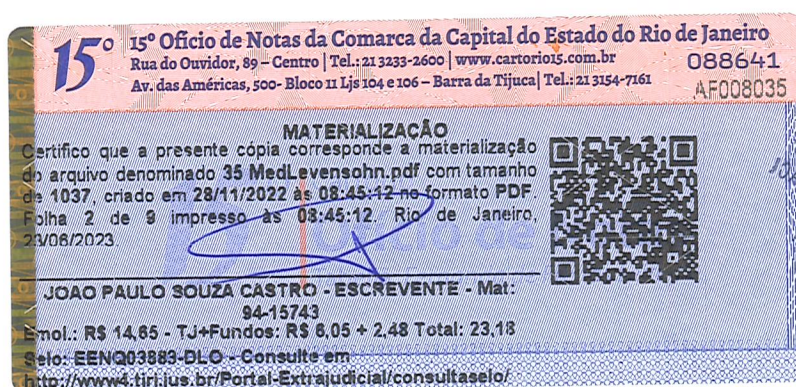 15º 15º Ofício de Notas da Comarca da Capital do Estado do Rio de Janeiro
Rua do Ouvidor, 89 – Centro | Tel.: 21 3233-2600 | www.cartorio15.com.br
088641
Av. das Américas, 500- Bloco 11 Ljs 104 e 106 – Barra da Tijuca| Tel.: 21 3154-7161
AF008035
MATERIALIZAÇÃO
Certifico que a presente cópia corresponde a materialização
do arquivo denominado 35 MedLevensohn.pdf com tamanho
de 1037, criado em 28/11/2022 às 08:45:12 no formato PDF.
Folha 2 de 9 impresso às 08:45:12. Rio de Janeiro,
23/06/2023.
15 Ofício de
JOAO PAULO SOUZA CASTRO - ESCREVENTE - Mat:
94-15743
Emol.: R$ 14,65 - TJ+Fundos: R$ 6,05 + 2,48 Total: 23,18
Selo: EENQ03883-DLO - Consulte em
http://www4.tjrj.jus.br/Portal-Extrajudicial/consultaselo/